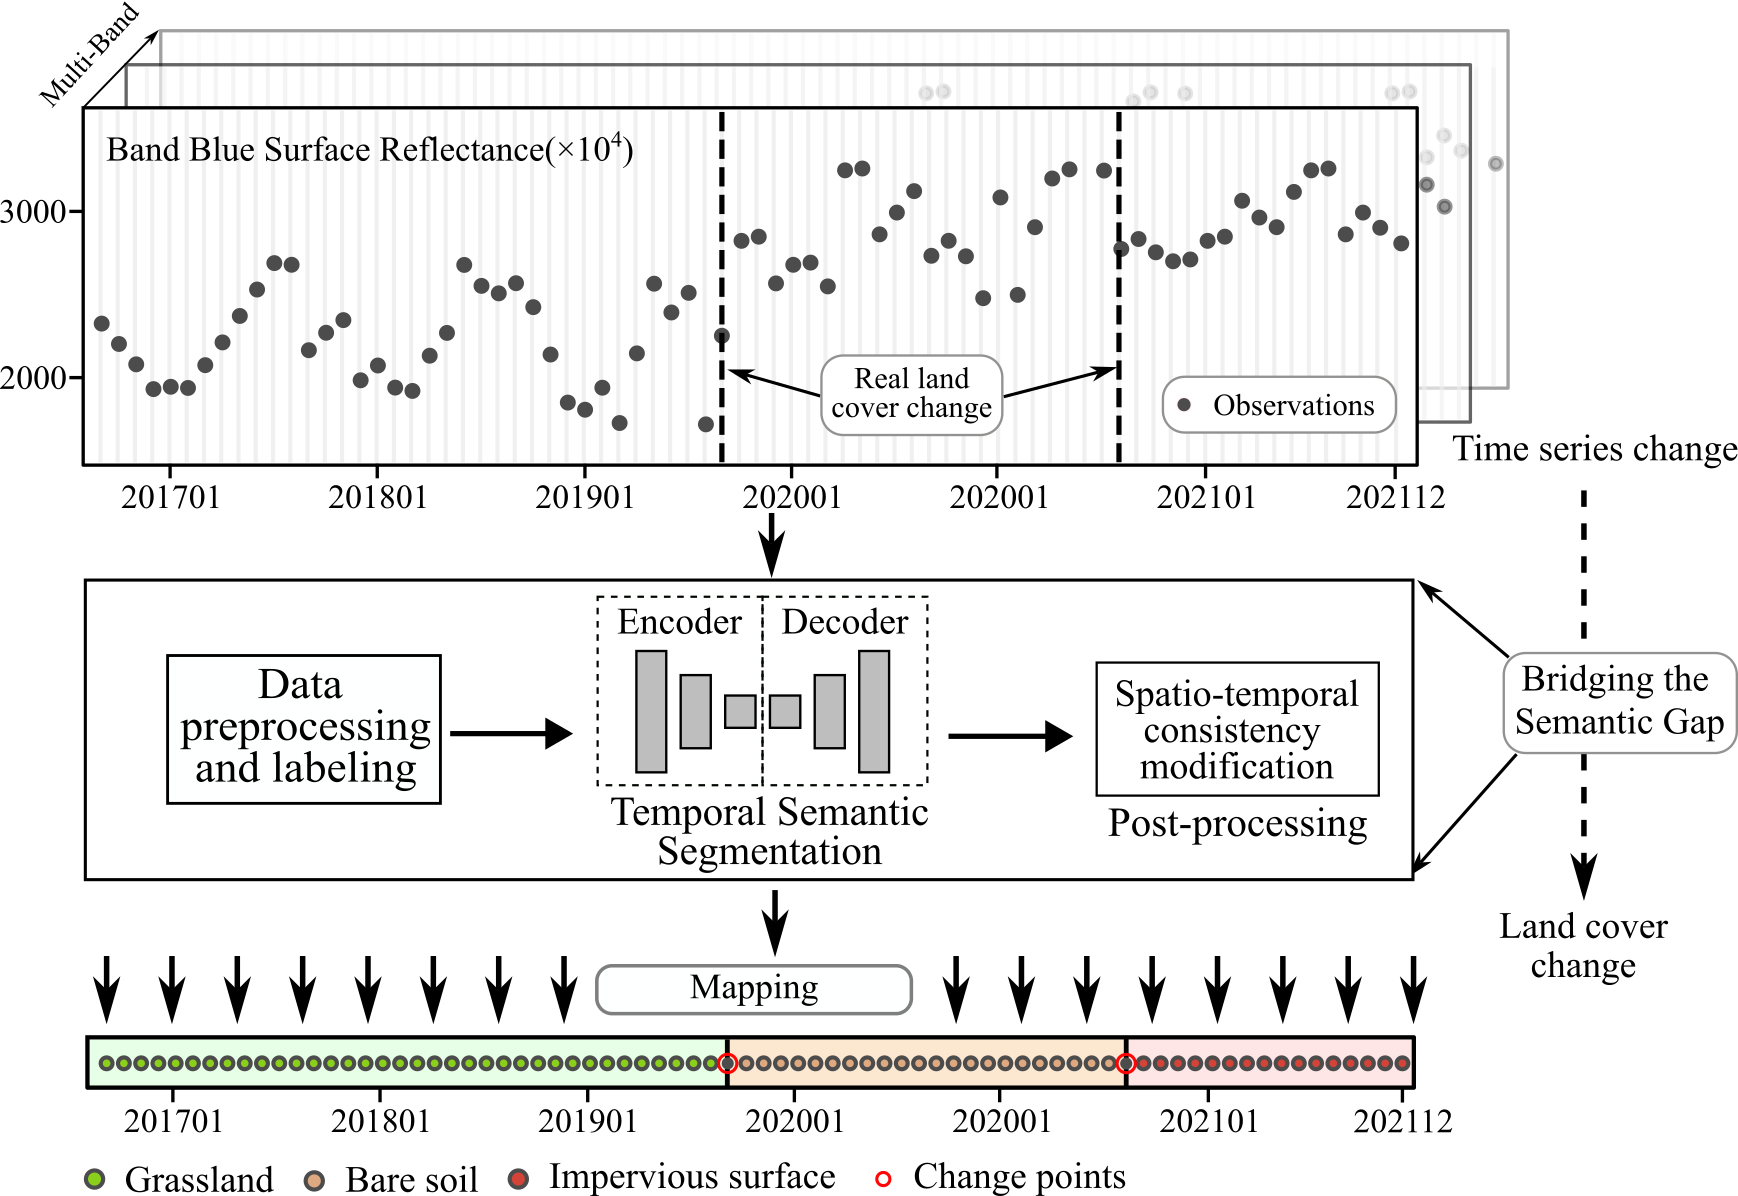 Multi-Band
Band Blue Surface Reflectance(×10⁴)
3000
2000
Real land
cover change
Observations
201701 201801 201901 202001 202001 202101 202112
Time series change
Data
preprocessing
and labeling
Encoder Decoder
Temporal Semantic
Segmentation
Spatio-temporal
consistency
modification
Post-processing
Bridging the
Semantic Gap
Land cover
change
Mapping
201701 201801 201901 202001 202001 202101 202112
Grassland Bare soil Impervious surface Change points